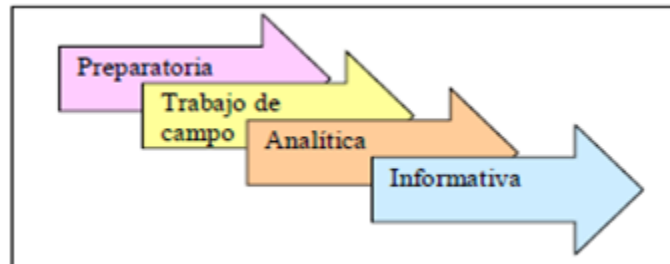 Preparatoria
Trabajo de
campo
Analítica
Informativa